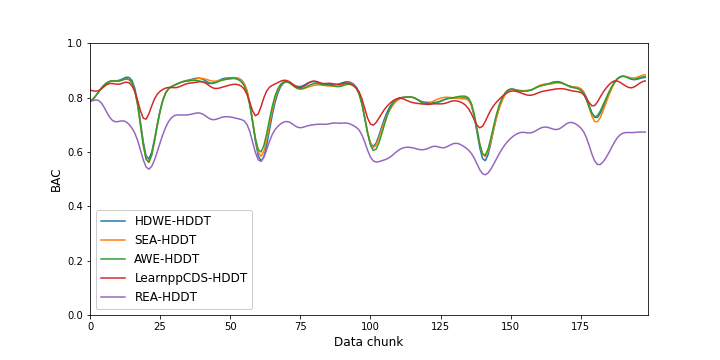 1.0
0.8
0.6
0.4
0.2
0.0
BAC
HDWE-HDDT
SEA-HDDT
AWE-HDDT
LearnppCDS-HDDT
REA-HDDT
0 25 50 75 100 125 150 175
Data chunk